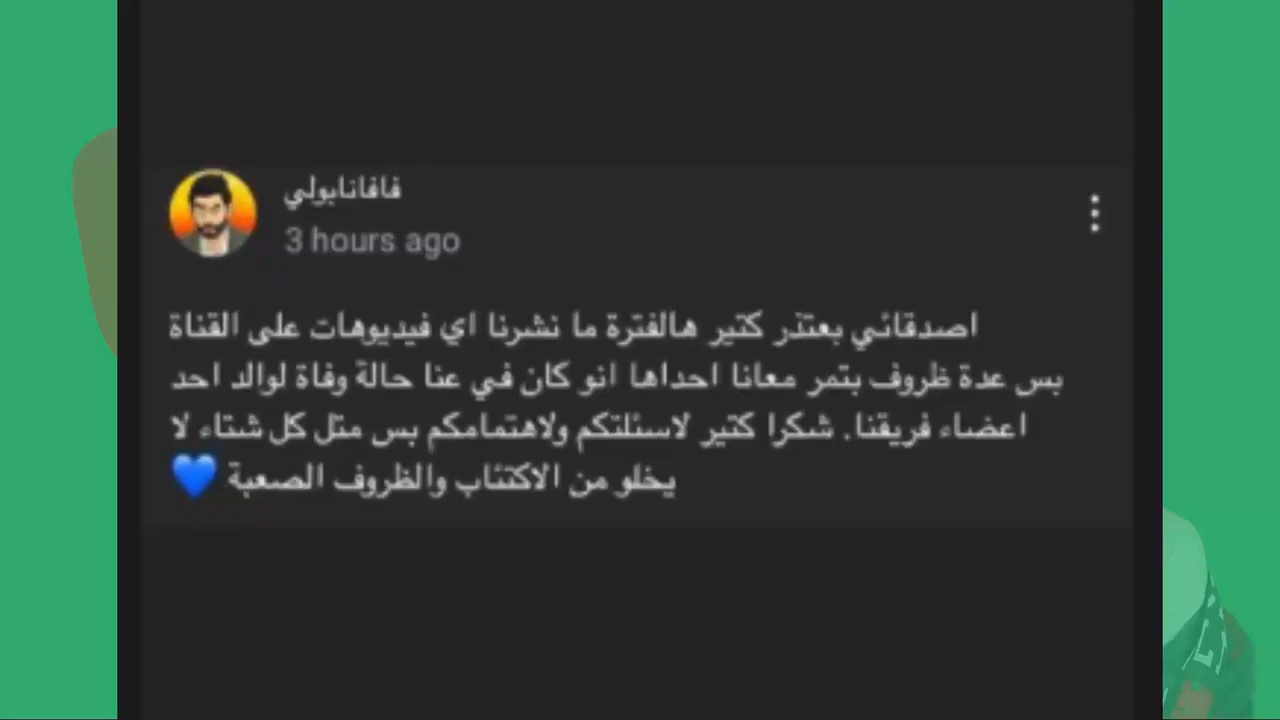 فافانابولي
3 hours ago
اصدقائي بعتذر كتير هالفترة ما نشرنا اي فيديوهات على القناة
بس عدة ظروف بتمر معانا احداها انو كان في عنا حالة وفاة لوالد احد
اعضاء فريقنا. شكرا كتير لاسئلتكم ولاهتمامكم بس متل كل شتاء لا
يخلو من الاكتئاب والظروف الصعبة 💙